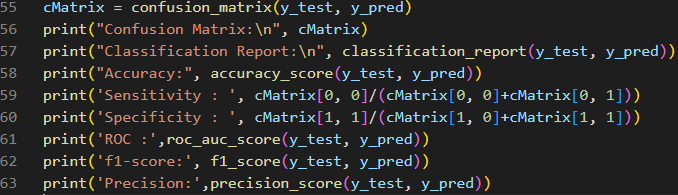 55 cMatrix = confusion_matrix(y_test, y_pred)
56 print("Confusion Matrix:\n", cMatrix)
57 print("Classification Report:\n", classification_report(y_test, y_pred))
58 print("Accuracy:", accuracy_score(y_test, y_pred))
59 print('Sensitivity : ', cMatrix[0, 0]/(cMatrix[0, 0]+cMatrix[0, 1]))
60 print('Specificity : ', cMatrix[1, 1]/(cMatrix[1, 0]+cMatrix[1, 1]))
61 print('ROC :',roc_auc_score(y_test, y_pred))
62 print('f1-score:', f1_score(y_test, y_pred))
63 print('Precision:',precision_score(y_test, y_pred))